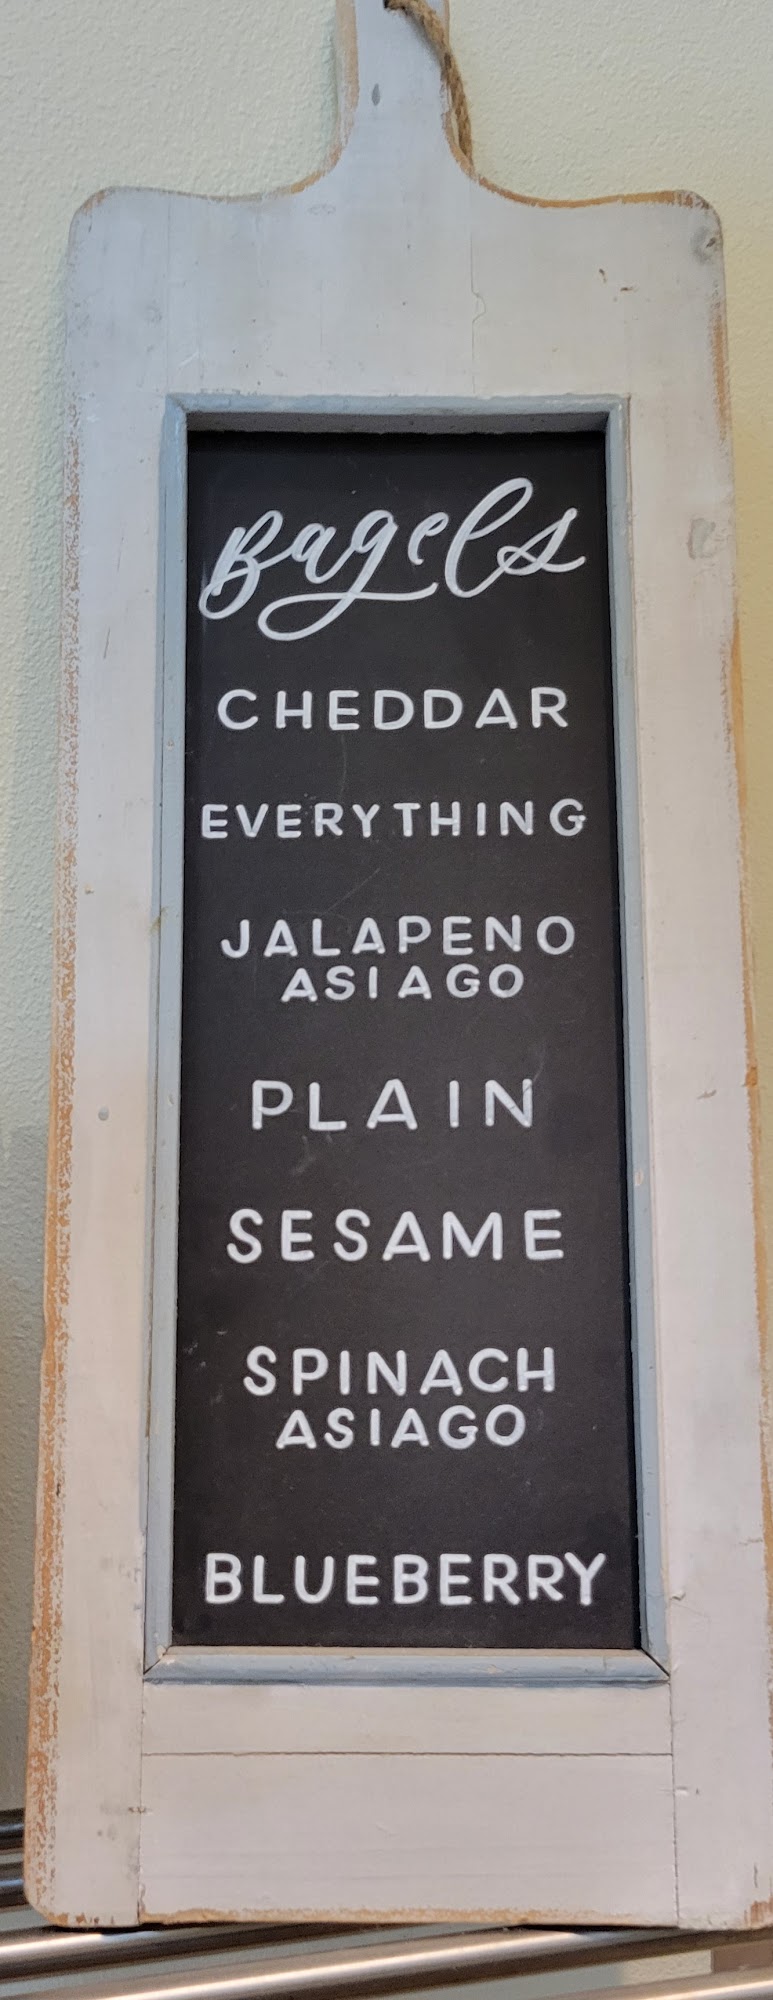 Bagels
CHEDDAR
EVERYTHING
JALAPENO
ASIAGO
PLAIN
SESAME
SPINACH
ASIAGO
BLUEBERRY